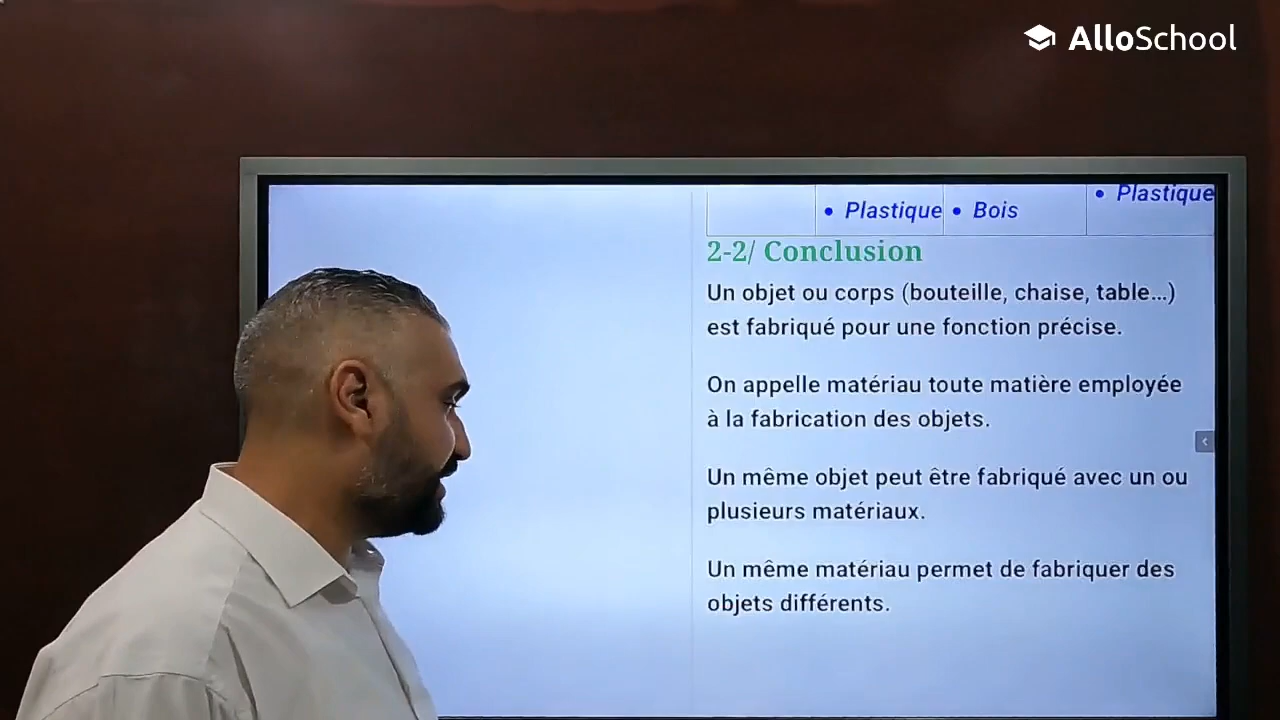 AlloSchool
• Plastique
• Plastique • Bois
2-2/ Conclusion
Un objet ou corps (bouteille, chaise, table...)
est fabriqué pour une fonction précise.
On appelle matériau toute matière employée
à la fabrication des objets.
Un même objet peut être fabriqué avec un ou
plusieurs matériaux.
Un même matériau permet de fabriquer des
objets différents.